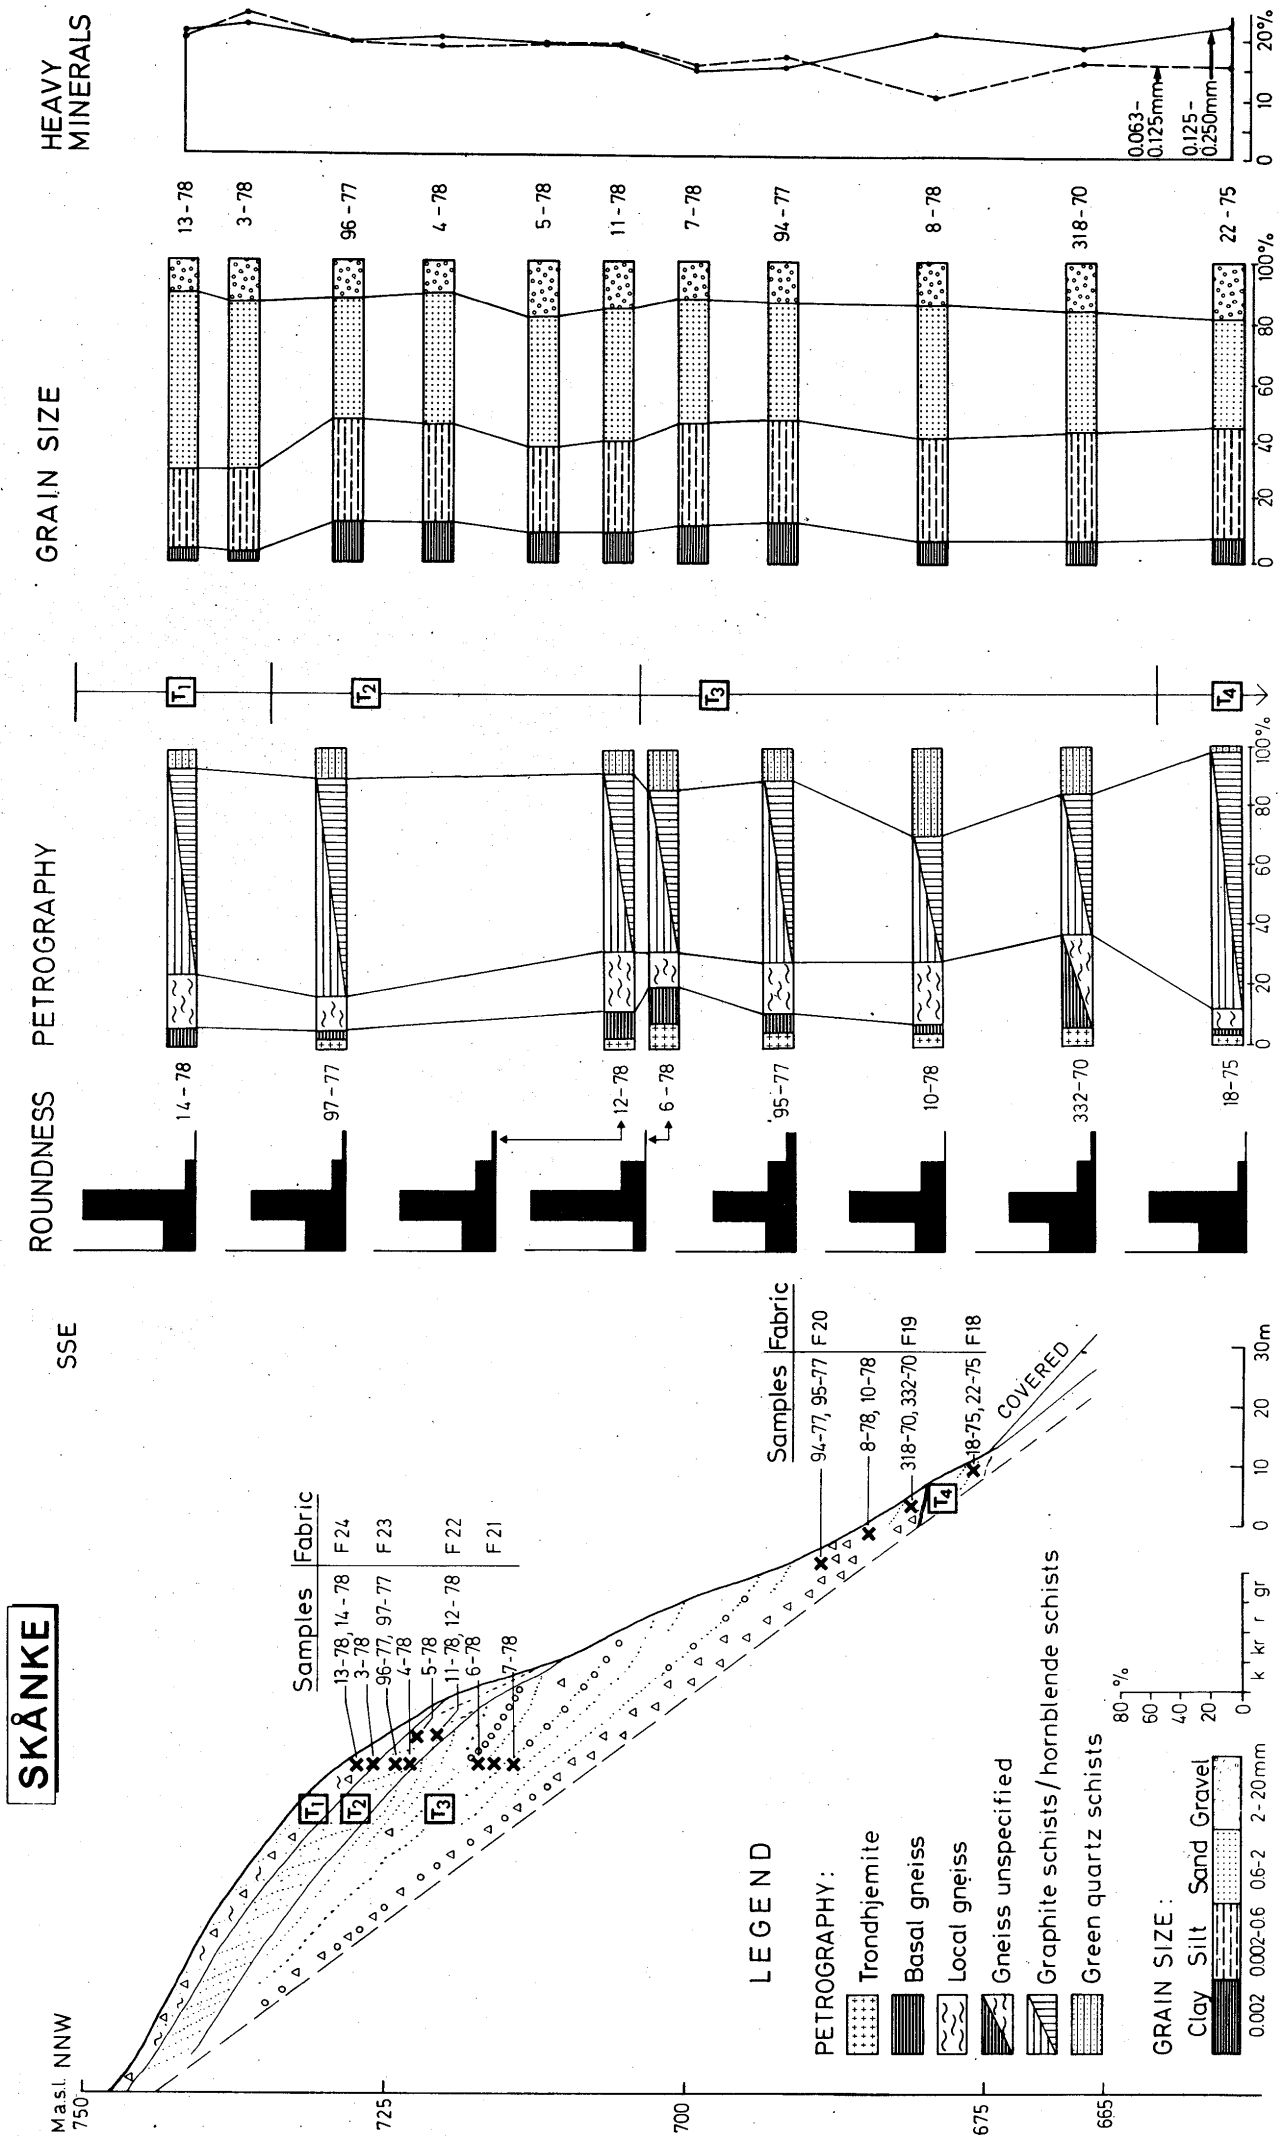 SKÅNKE
M a.s.l. NNW
SSE
750
725
700
675
665
Samples Fabric
13-78, 14-78 F 24
3-78
96-77, 97-77 F 23
4-78
5-78
11-78, 12-78 F 22
6-78
F 21
7-78
T1
T2
T3
T4
Samples Fabric
94-77, 95-77 F 20
8-78, 10-78
318-70, 332-70 F19
18-75, 22-75 F18
COVERED
0 10 20 30m
LEGEND
PETROGRAPHY:
Trondhjemite
Basal gneiss
Local gneiss
Gneiss unspecified
Graphite schists/hornblende schists
Green quartz schists
GRAIN SIZE:
Clay Silt Sand Gravel
0.002 0.002-0.6 0.6-2 2-20mm
80%
60
40
20
0
k kr r gr
ROUNDNESS
PETROGRAPHY
14-78
97-77
12-78
6-78
95-77
10-78
332-70
18-75
0 20 40 60 80 100%
T1
T2
T3
T4
GRAIN SIZE
0 20 40 60 80 100%
13-78
3-78
96-77
4-78
5-78
11-78
7-78
94-77
8-78
318-70
22-75
HEAVY
MINERALS
0.063-
0.125mm
0.125-
0.250mm
0 10 20%